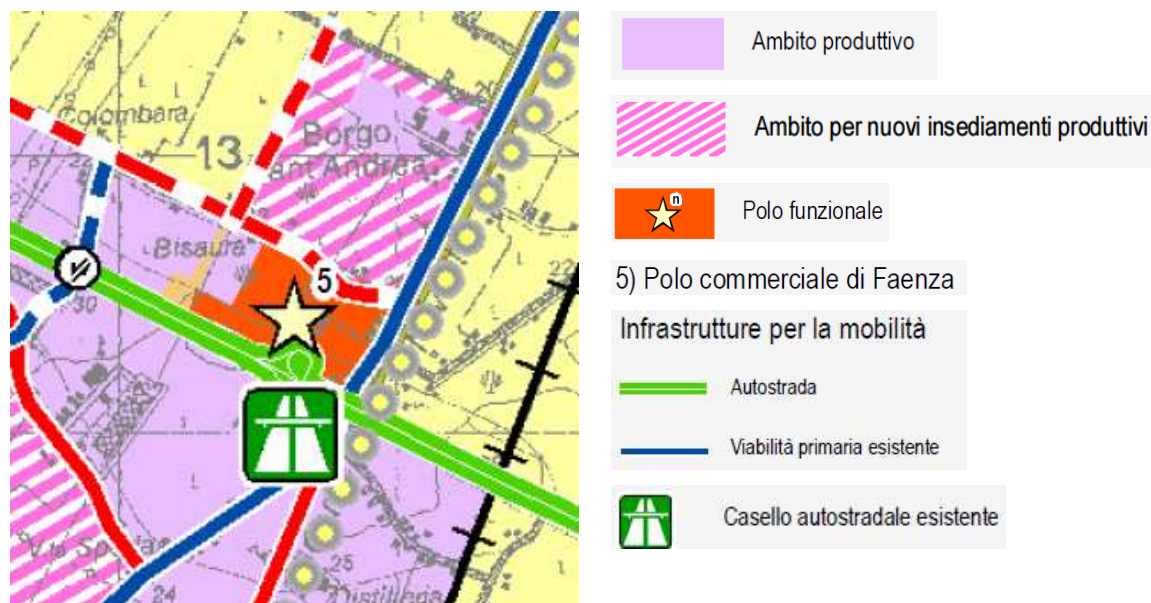 Colombara
13
Borgo
Sant Andrea
Bisaura
5
30
22
24
25
Distilleria
Ambito produttivo
Ambito per nuovi insediamenti produttivi
n
Polo funzionale
5) Polo commerciale di Faenza
Infrastrutture per la mobilità
Autostrada
Viabilità primaria esistente
Casello autostradale esistente